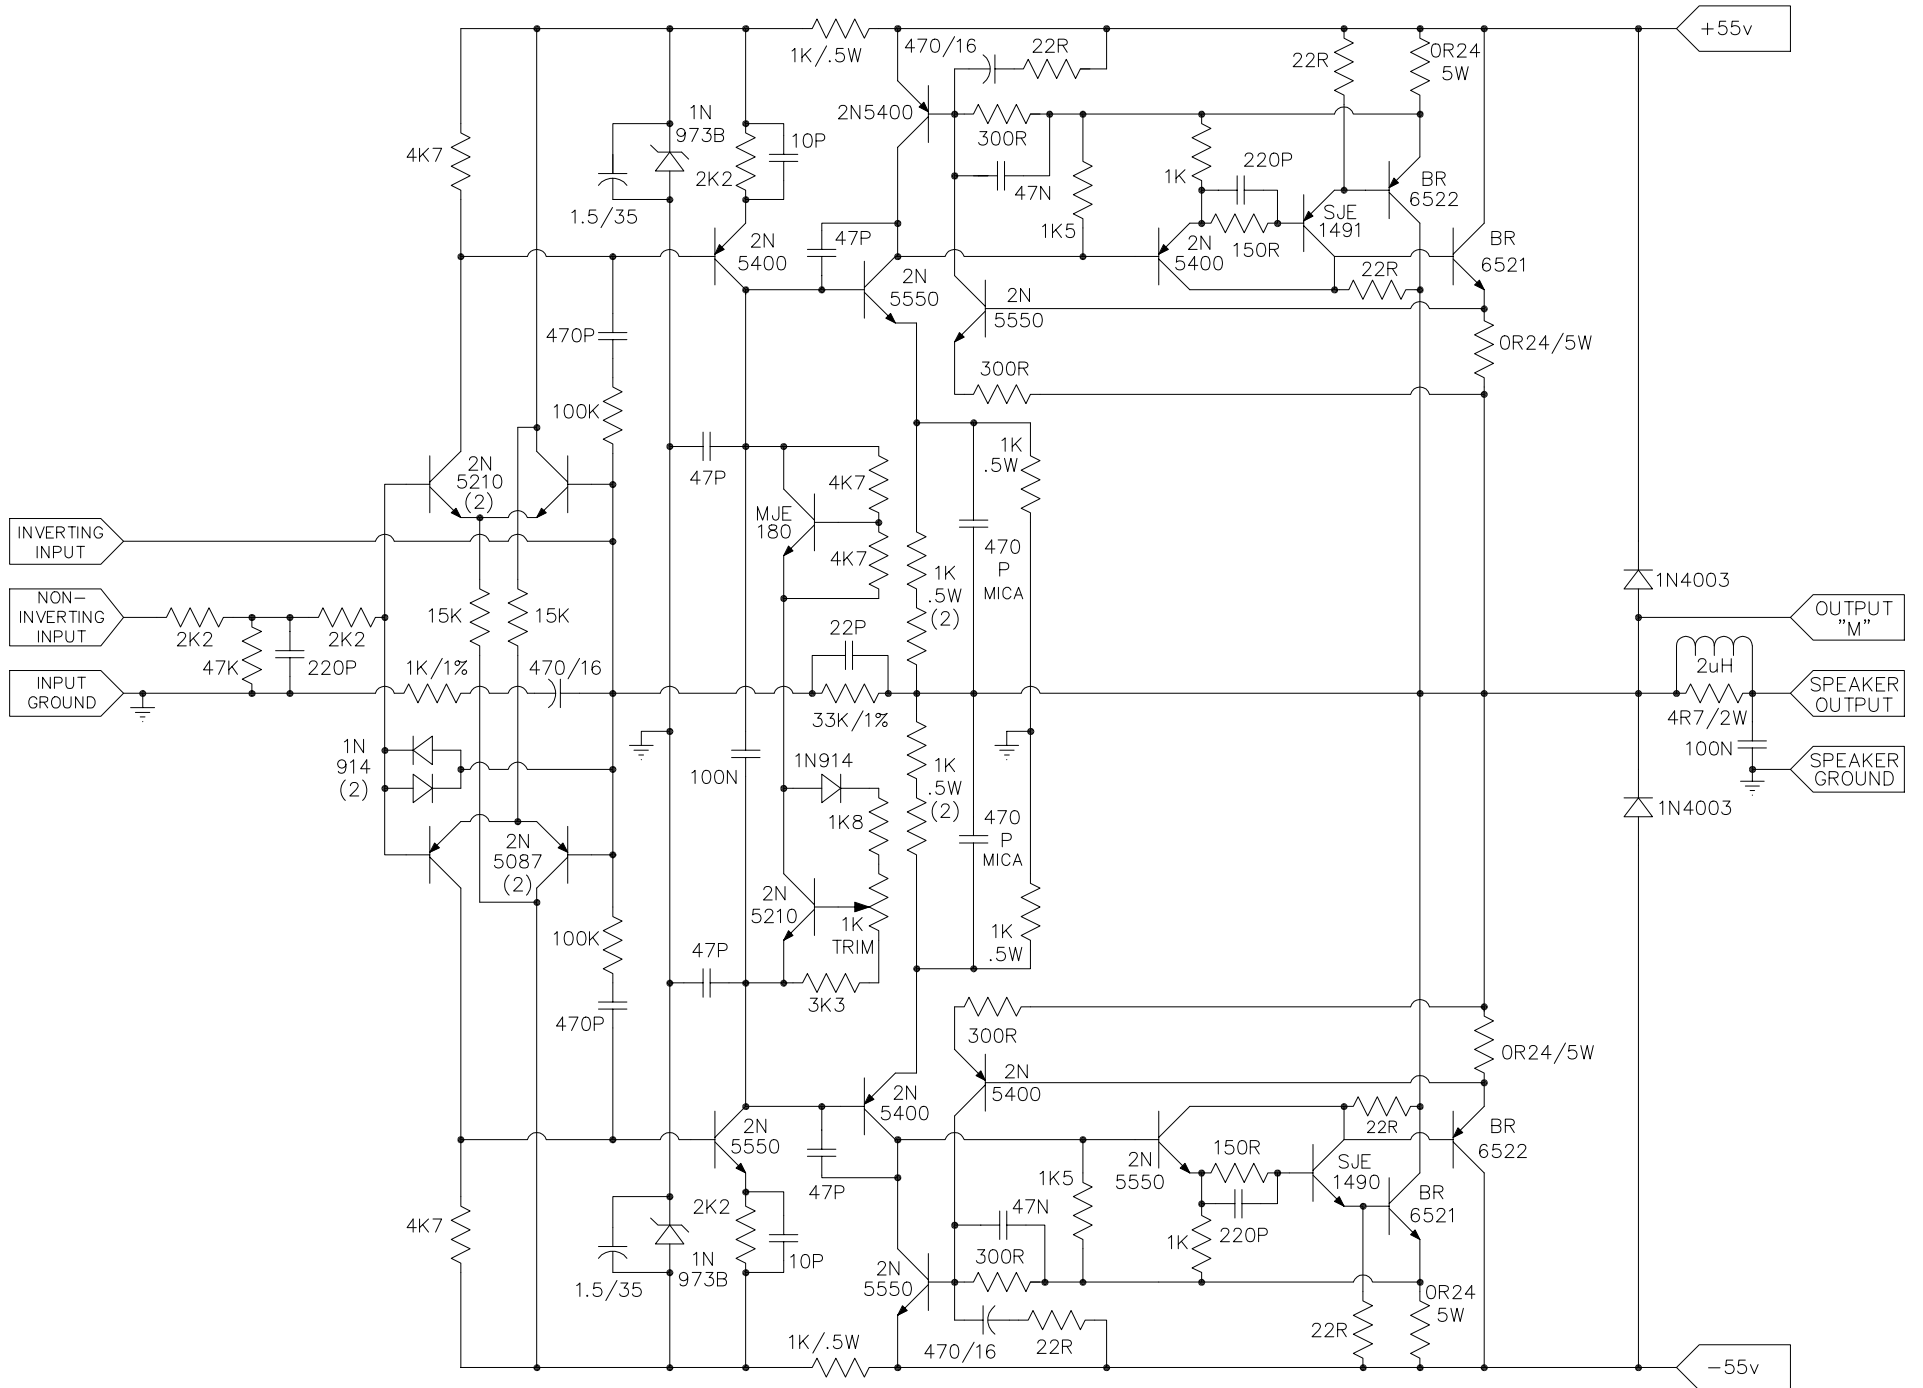 +55v
1K/.5W
470/16
22R
22R
0R24
5W
1N
973B
10P
2N5400
300R
4K7
2K2
220P
1.5/35
47N
1K
BR
6522
SJE
1491
47P
1K5
2N
5400
2N
5400
150R
BR
6521
2N
5550
22R
2N
5550
470P
0R24/5W
300R
100K
1K
.5W
2N
5210
(2)
47P
4K7
MJE
180
INVERTING
INPUT
4K7
470
P
MICA
1K
.5W
(2)
1N4003
NON-
INVERTING
INPUT
2K2
2K2
15K
15K
22P
OUTPUT
"M"
47K
220P
1K/1%
470/16
2uH
INPUT
GROUND
33K/1%
4R7/2W
SPEAKER
OUTPUT
1N
914
(2)
100N
1N914
1K
.5W
(2)
100N
SPEAKER
GROUND
1K8
470
P
MICA
1N4003
2N
5087
(2)
2N
5210
1K
TRIM
100K
47P
1K
.5W
3K3
470P
300R
0R24/5W
2N
5400
2N
5400
2N
5550
22R
BR
6522
2N
5550
150R
SJE
1490
47P
1K5
4K7
2K2
47N
220P
BR
6521
1K
1N
973B
10P
300R
1.5/35
2N
5550
0R24
5W
22R
1K/.5W
470/16
22R
-55v